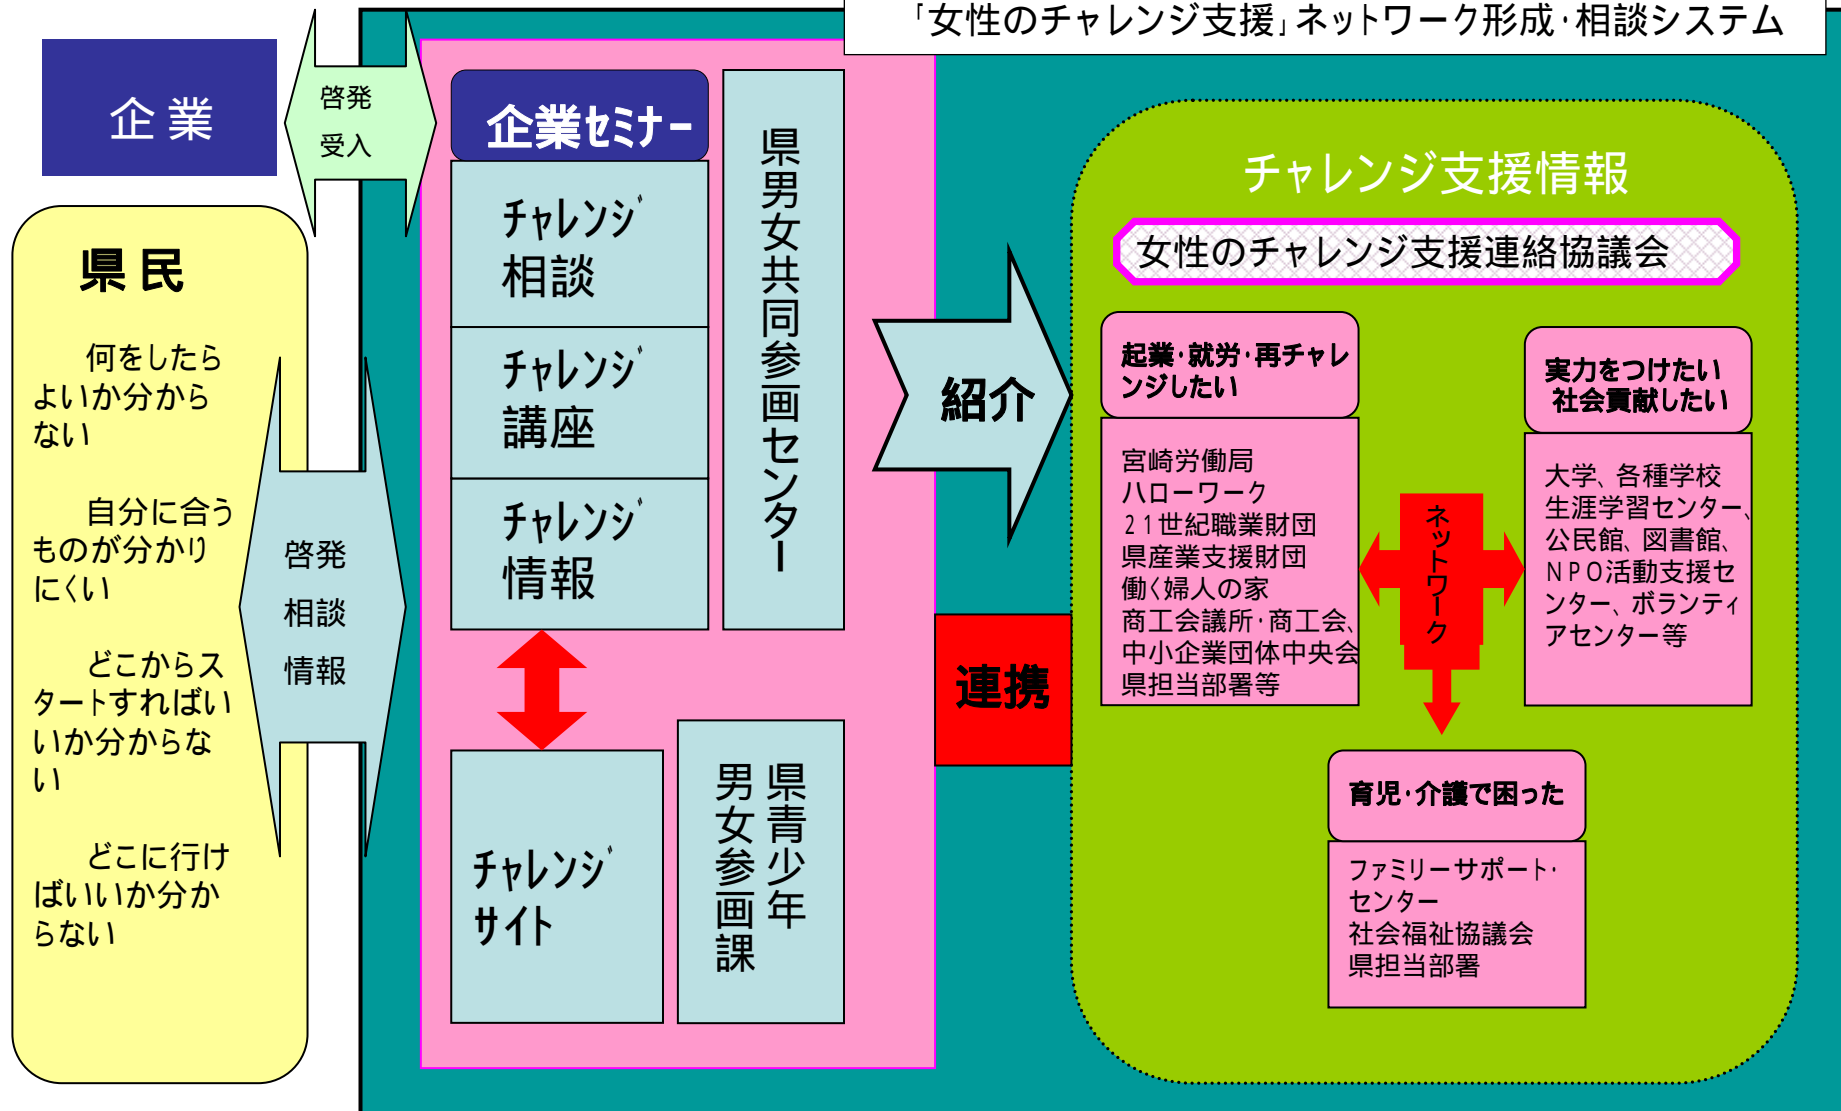 「女性のチャレンジ支援」ネットワーク形成・相談システム
企業
啓発
受入
県民
何をしたら
よいか分から
ない
自分に合う
ものが分かり
にくい
どこからス
タートすればい
いか分からな
い
どこに行け
ばいいか分か
らない
啓発
相談
情報
企業セミナー
チャレンジ
相談
チャレンジ
講座
チャレンジ
情報
県男女共同参画センター
チャレンジ
サイト
県青少年
男女参画課
紹介
連携
チャレンジ支援情報
女性のチャレンジ支援連絡協議会
起業・就労・再チャレ
ンジしたい
宮崎労働局
ハローワーク
21世紀職業財団
県産業支援財団
働く婦人の家
商工会議所・商工会、
中小企業団体中央会
県担当部署等
ネットワーク
実力をつけたい
社会貢献したい
大学、各種学校
生涯学習センター、
公民館、図書館、
NPO活動支援セ
ンター、ボランティ
アセンター等
育児・介護で困った
ファミリーサポート・
センター
社会福祉協議会
県担当部署